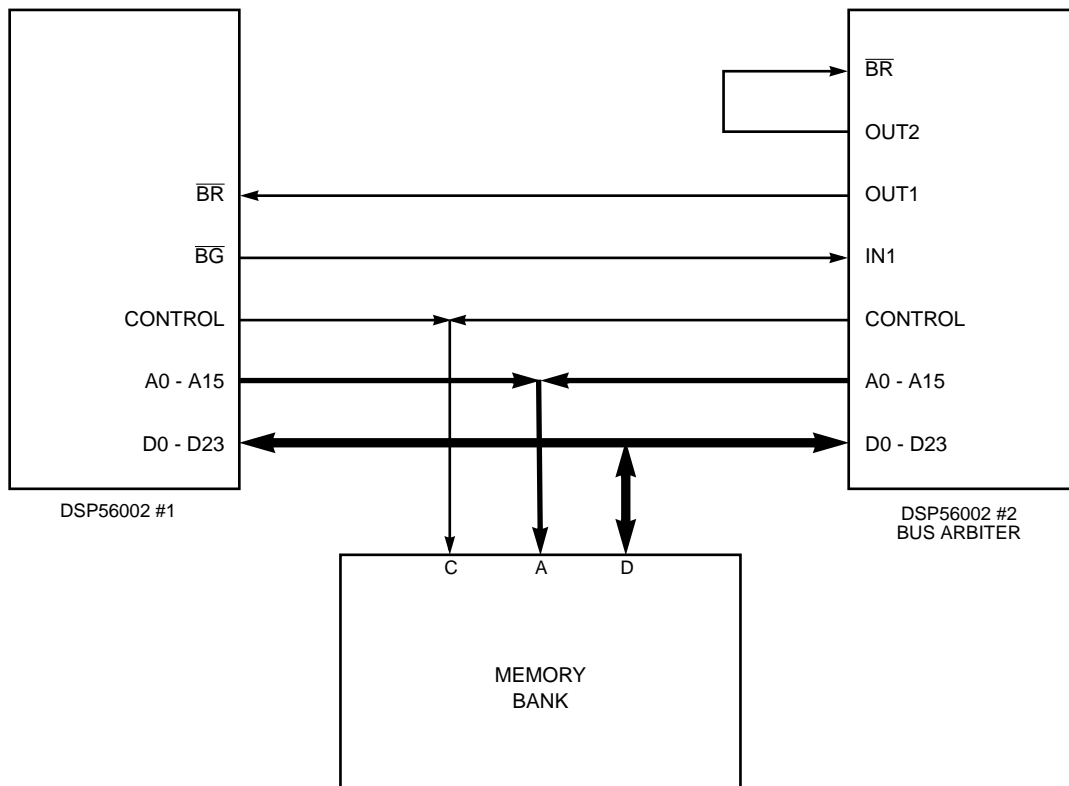 BR
OUT2
BR
OUT1
BG
IN1
CONTROL
CONTROL
A0 - A15
A0 - A15
D0 - D23
D0 - D23
DSP56002 #1
DSP56002 #2
BUS ARBITER
C
A
D
MEMORY
BANK